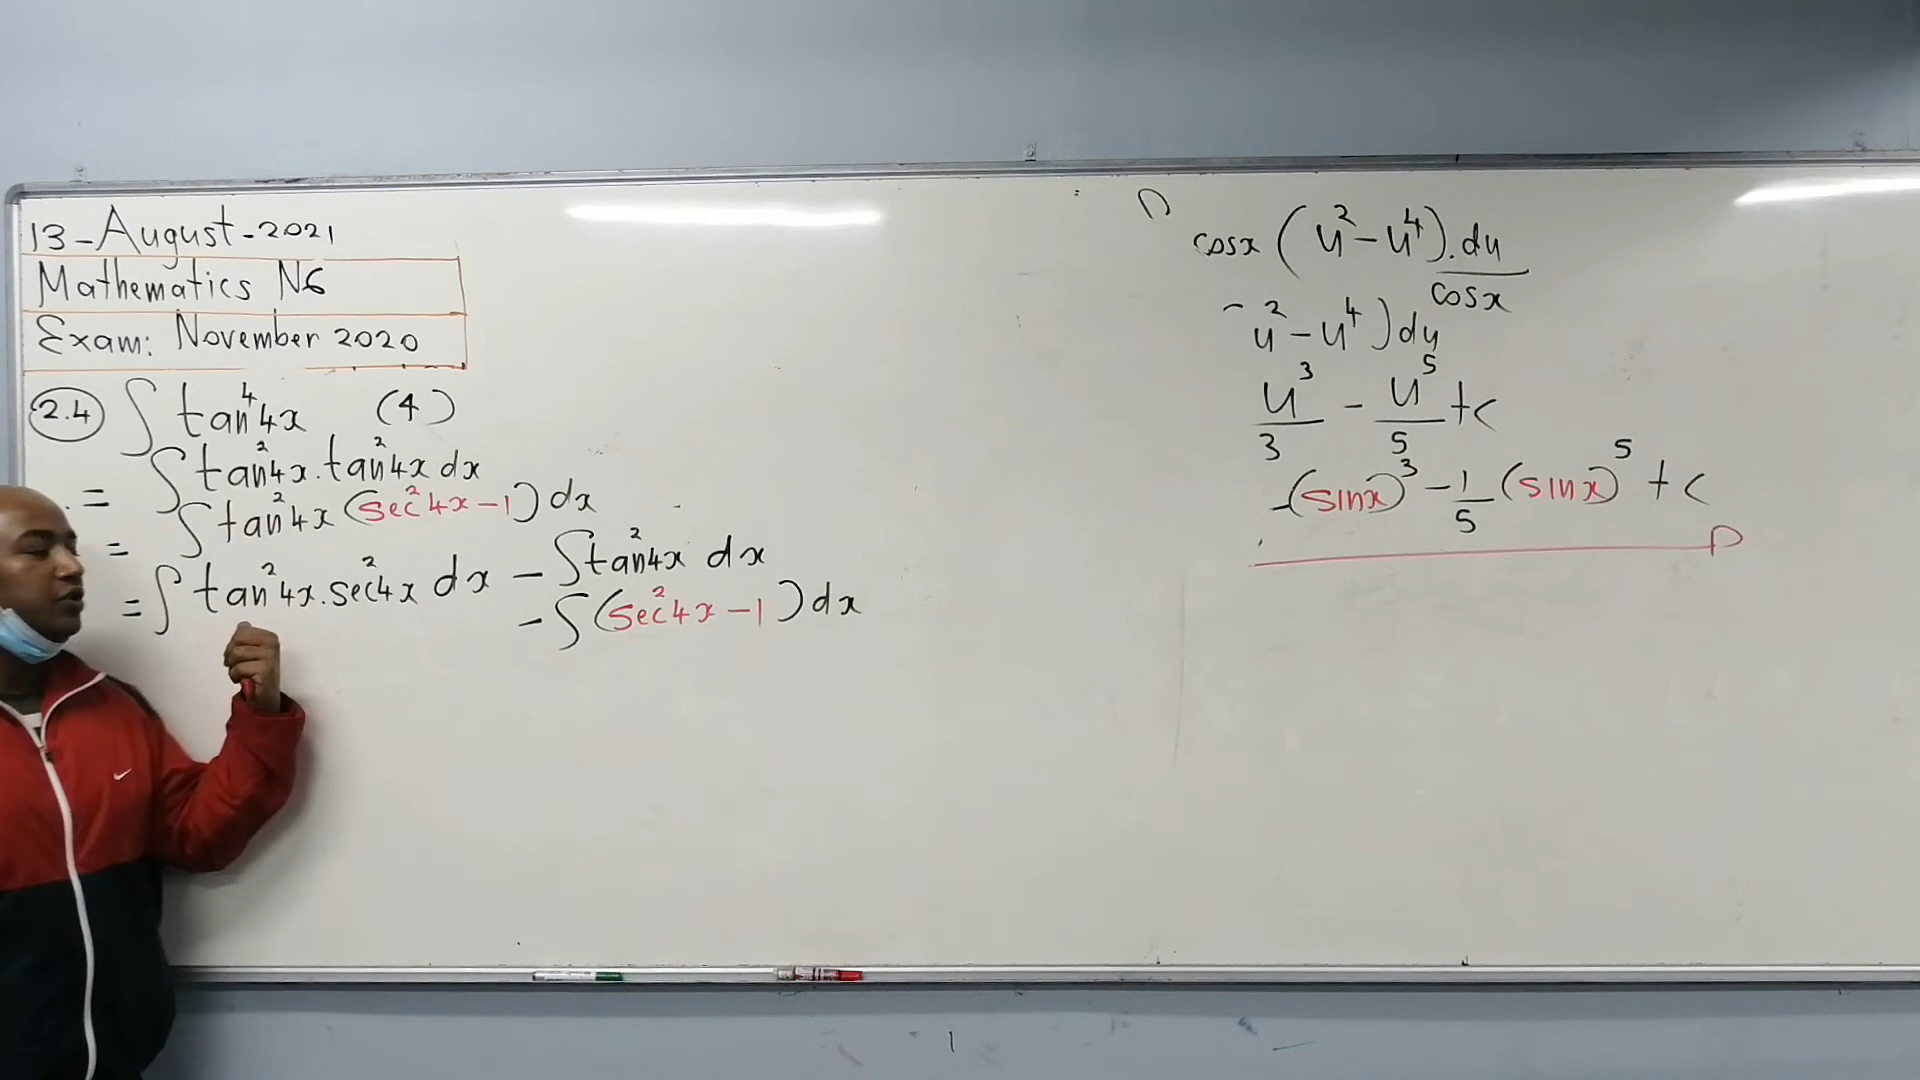 13-August-2021
Mathematics N6
Exam: November 2020
2.4 ∫ tan⁴4x (4)
= ∫ tan²4x.tan²4x dx
= ∫ tan²4x (sec²4x-1) dx
= ∫ tan²4x.sec²4x dx - ∫ tan²4x dx
- ∫ (sec²4x-1) dx
cosx (u²-u⁴).du/cosx
u²-u⁴) du
u³/3 - u⁵/5 + c
(sinx)³ - 1/5 (sinx)⁵ + c